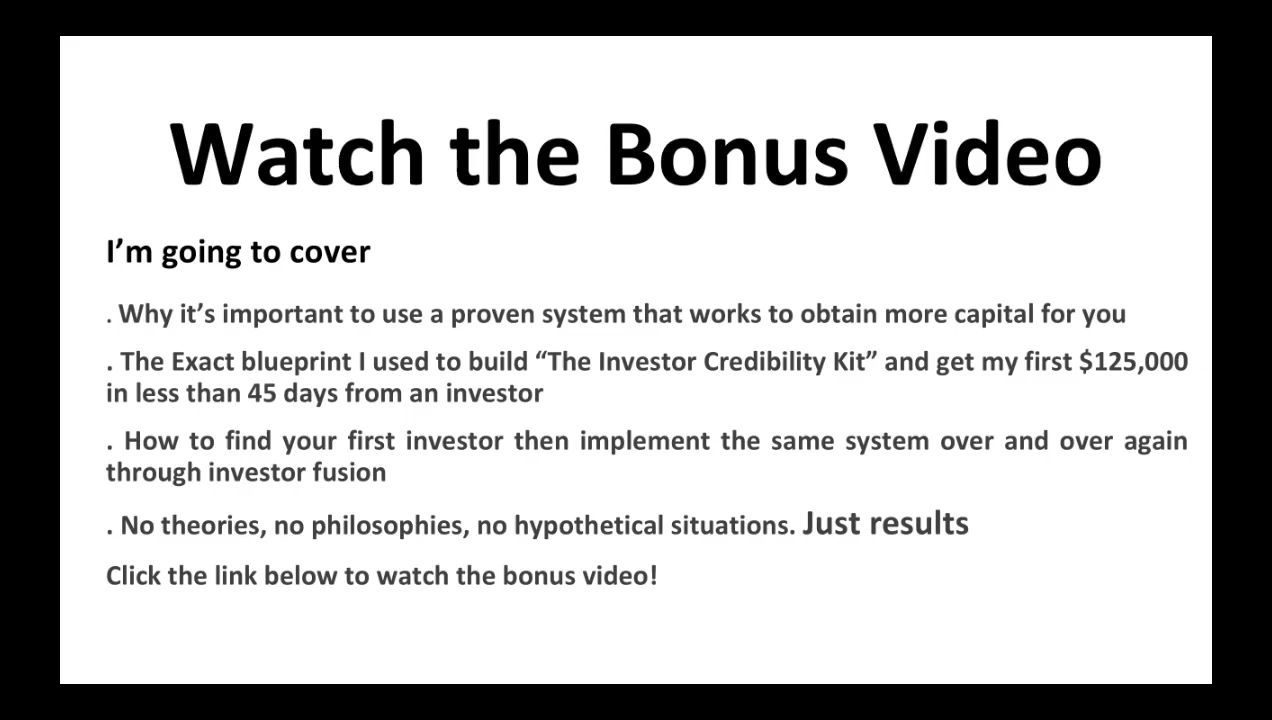 Watch the Bonus Video
I’m going to cover
. Why it’s important to use a proven system that works to obtain more capital for you
. The Exact blueprint I used to build “The Investor Credibility Kit” and get my first $125,000
in less than 45 days from an investor
. How to find your first investor then implement the same system over and over again
through investor fusion
. No theories, no philosophies, no hypothetical situations. Just results
Click the link below to watch the bonus video!